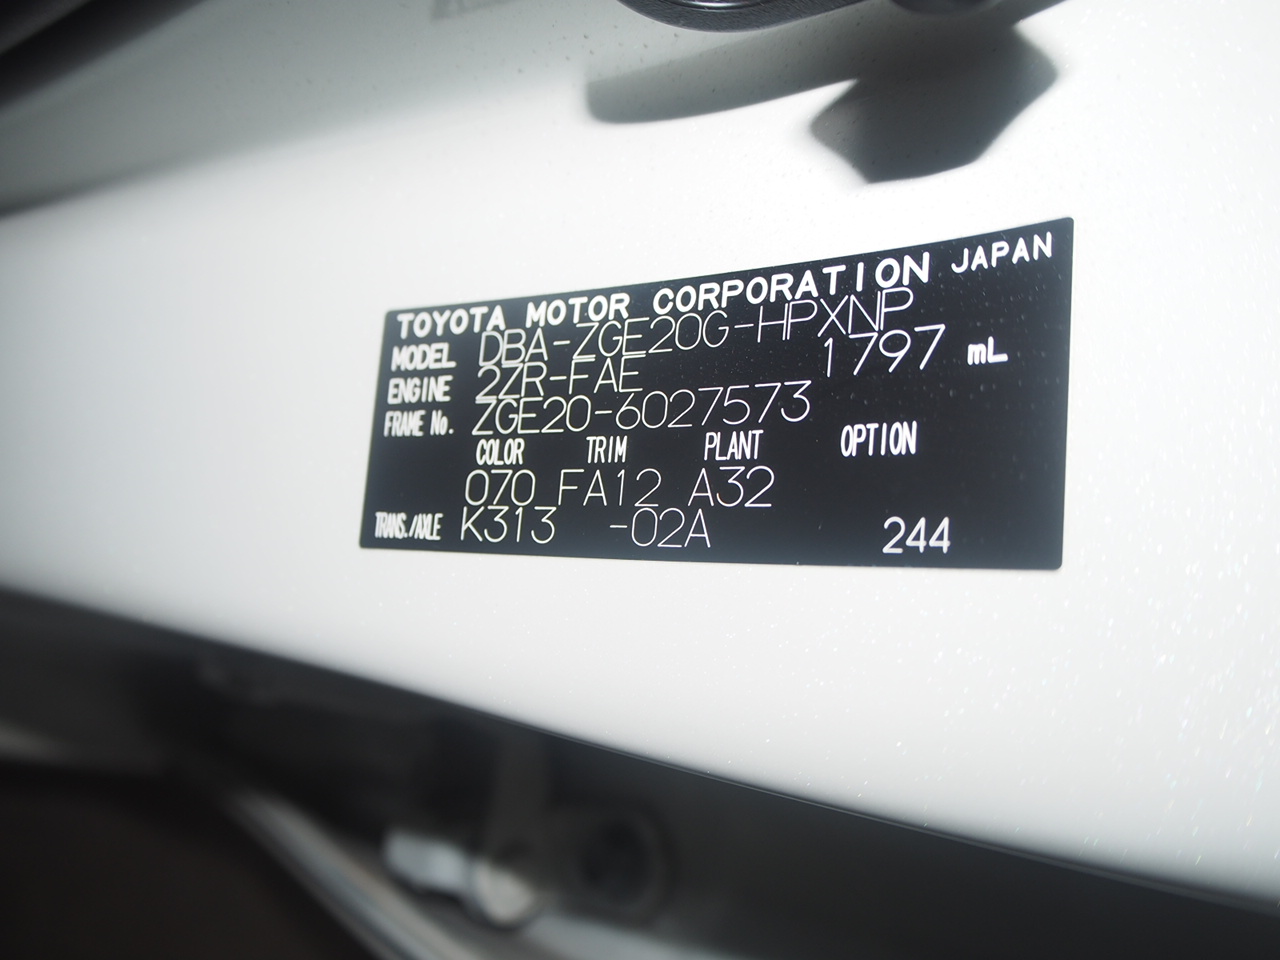 TOYOTA MOTOR CORPORATION JAPAN
MODEL DBA-ZGE20G-HPXNP
ENGINE 2ZR-FAE 1797 mL
FRAME No. ZGE20-6027573
COLOR TRIM PLANT OPTION
070 FA12 A32
TRANS./AXLE K313 -02A 244